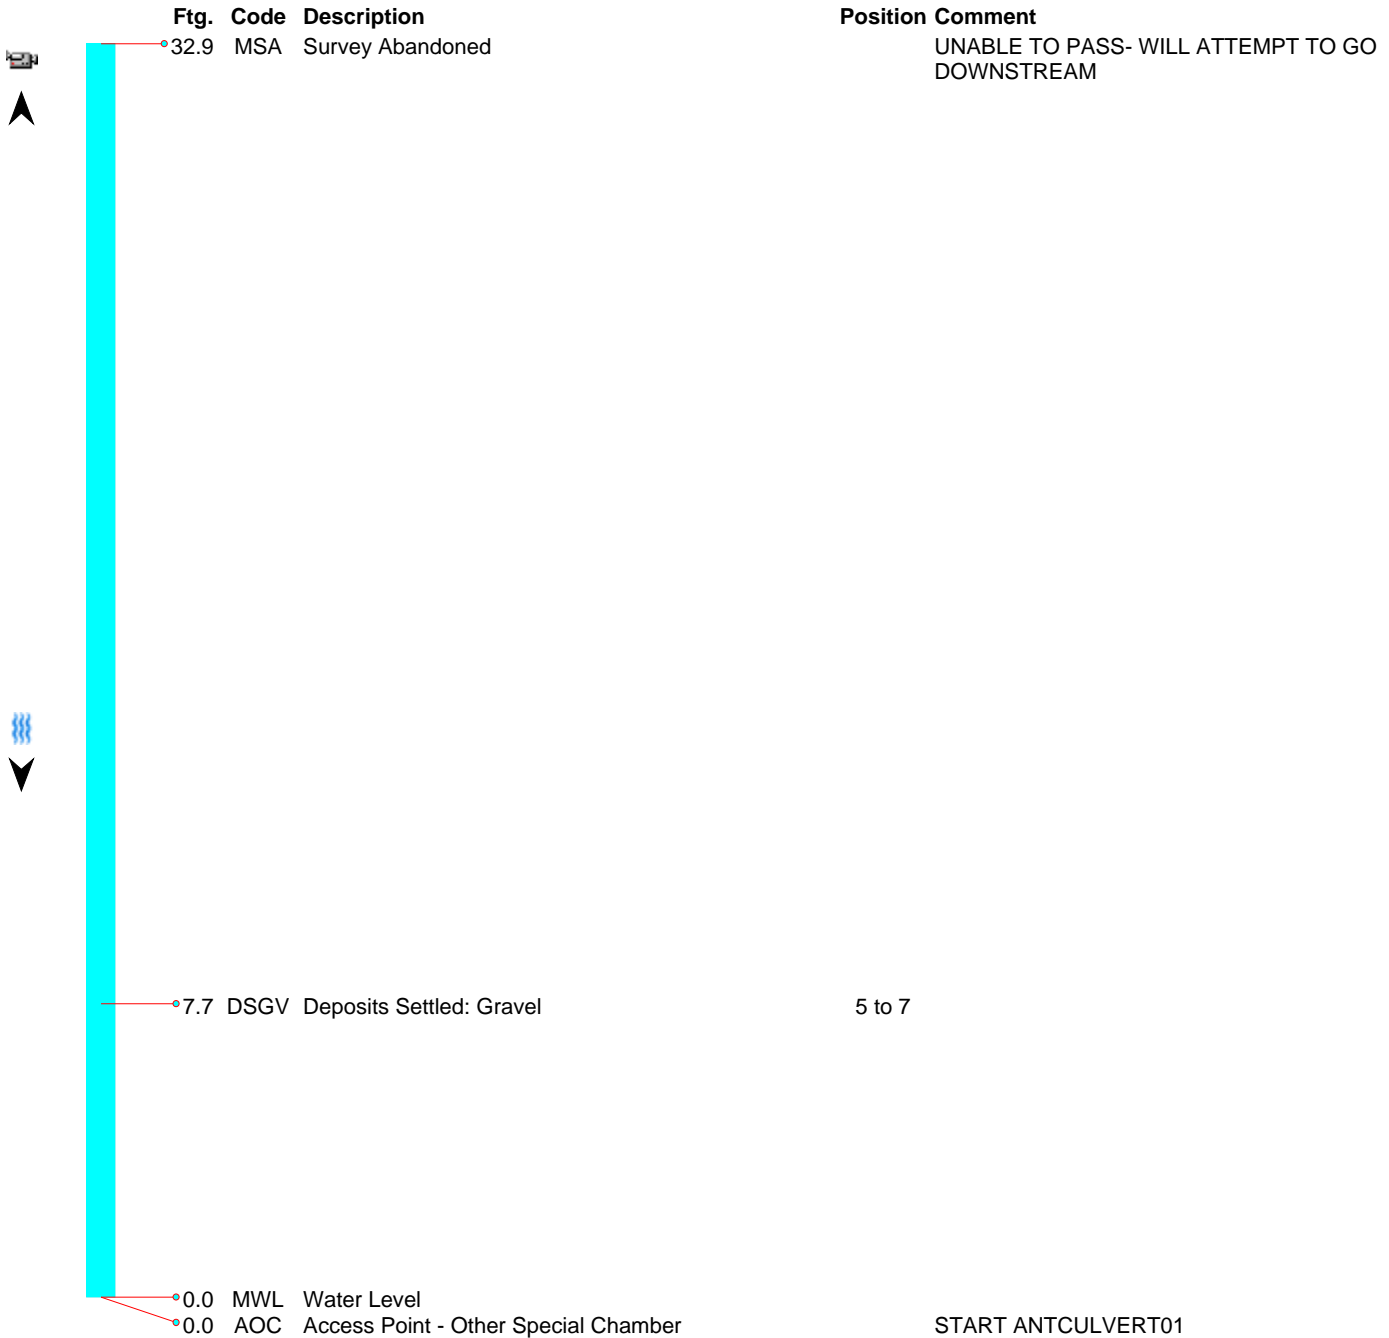 Ftg. Code Description Position Comment
32.9 MSA Survey Abandoned UNABLE TO PASS- WILL ATTEMPT TO GO
DOWNSTREAM
7.7 DSGV Deposits Settled: Gravel 5 to 7
0.0 MWL Water Level
0.0 AOC Access Point - Other Special Chamber START ANTCULVERT01